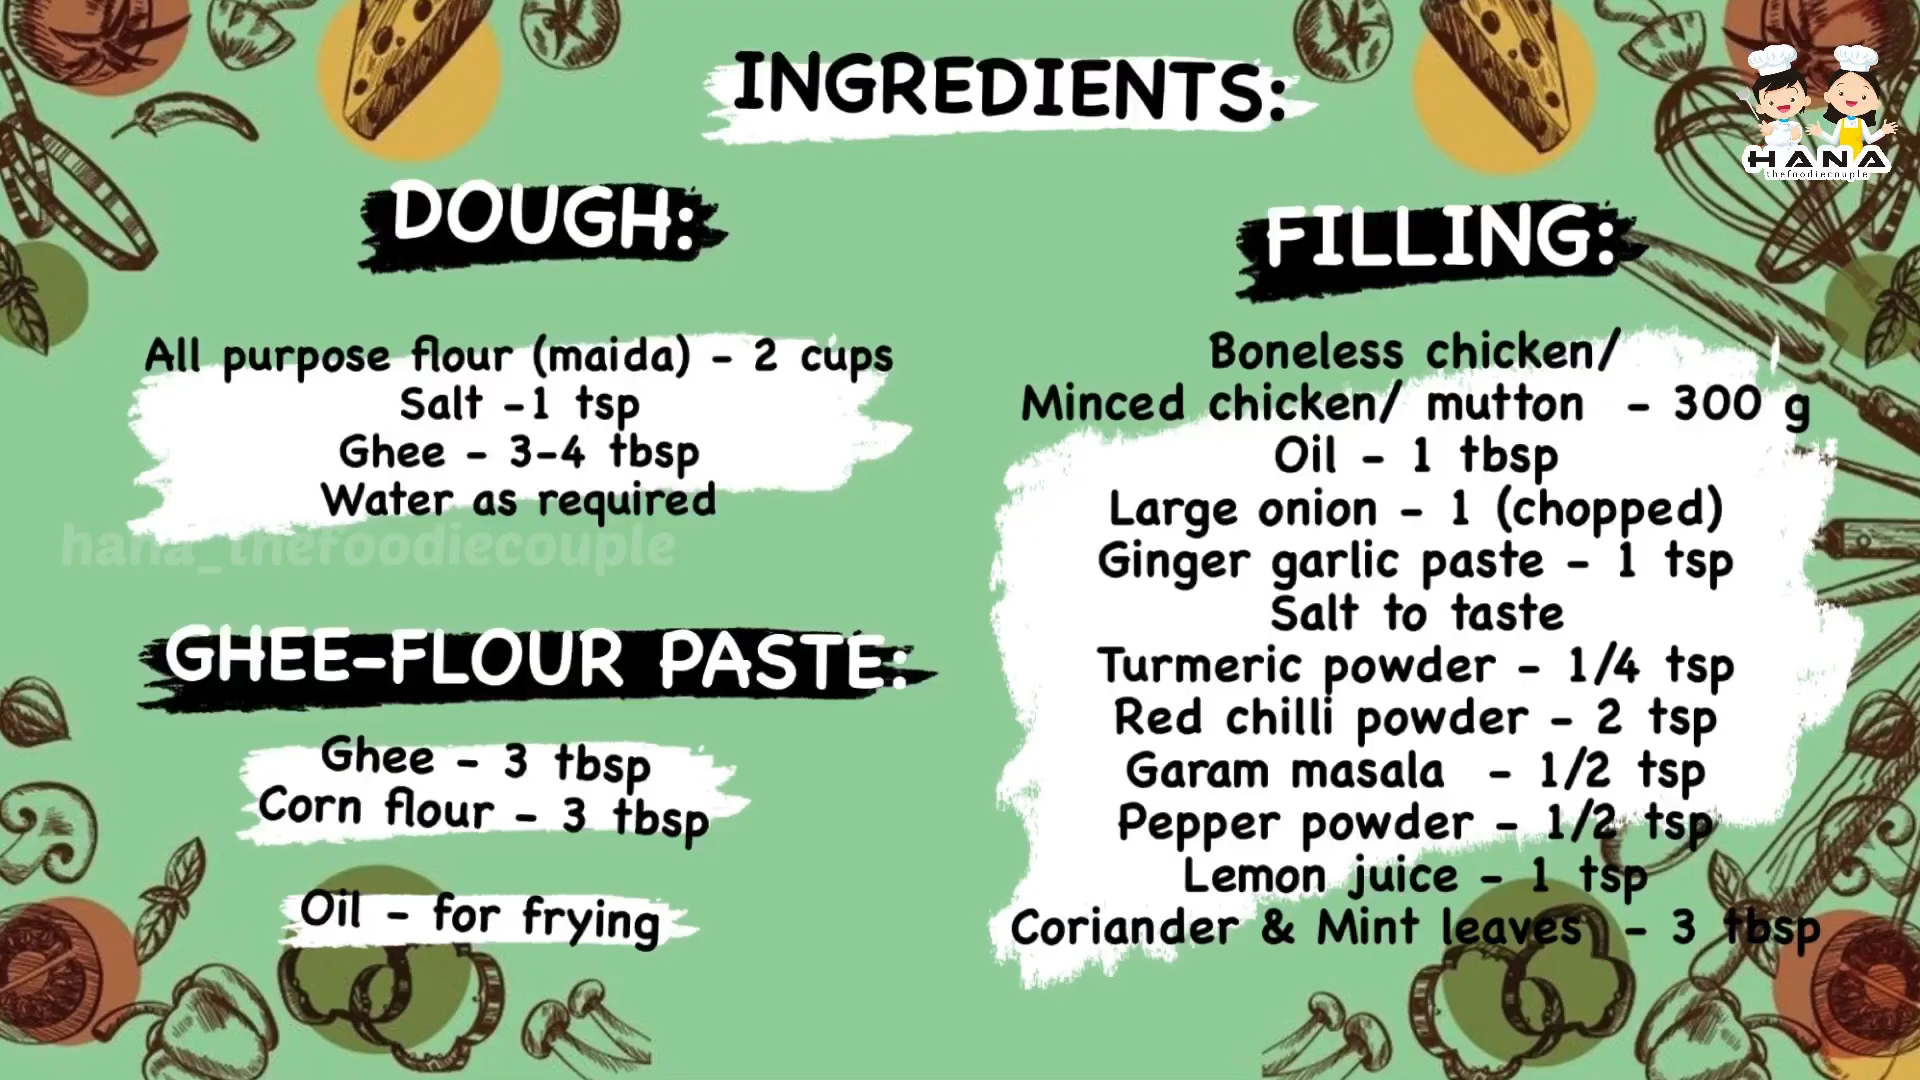 INGREDIENTS:
HANA
thefoodiecouple
DOUGH:
All purpose flour (maida) - 2 cups
Salt -1 tsp
Ghee - 3-4 tbsp
Water as required
hana_thefoodiecouple
GHEE-FLOUR PASTE:
Ghee - 3 tbsp
Corn flour - 3 tbsp
Oil - for frying
FILLING:
Boneless chicken/
Minced chicken/ mutton - 300 g
Oil - 1 tbsp
Large onion - 1 (chopped)
Ginger garlic paste - 1 tsp
Salt to taste
Turmeric powder - 1/4 tsp
Red chilli powder - 2 tsp
Garam masala - 1/2 tsp
Pepper powder - 1/2 tsp
Lemon juice - 1 tsp
Coriander & Mint leaves - 3 tbsp